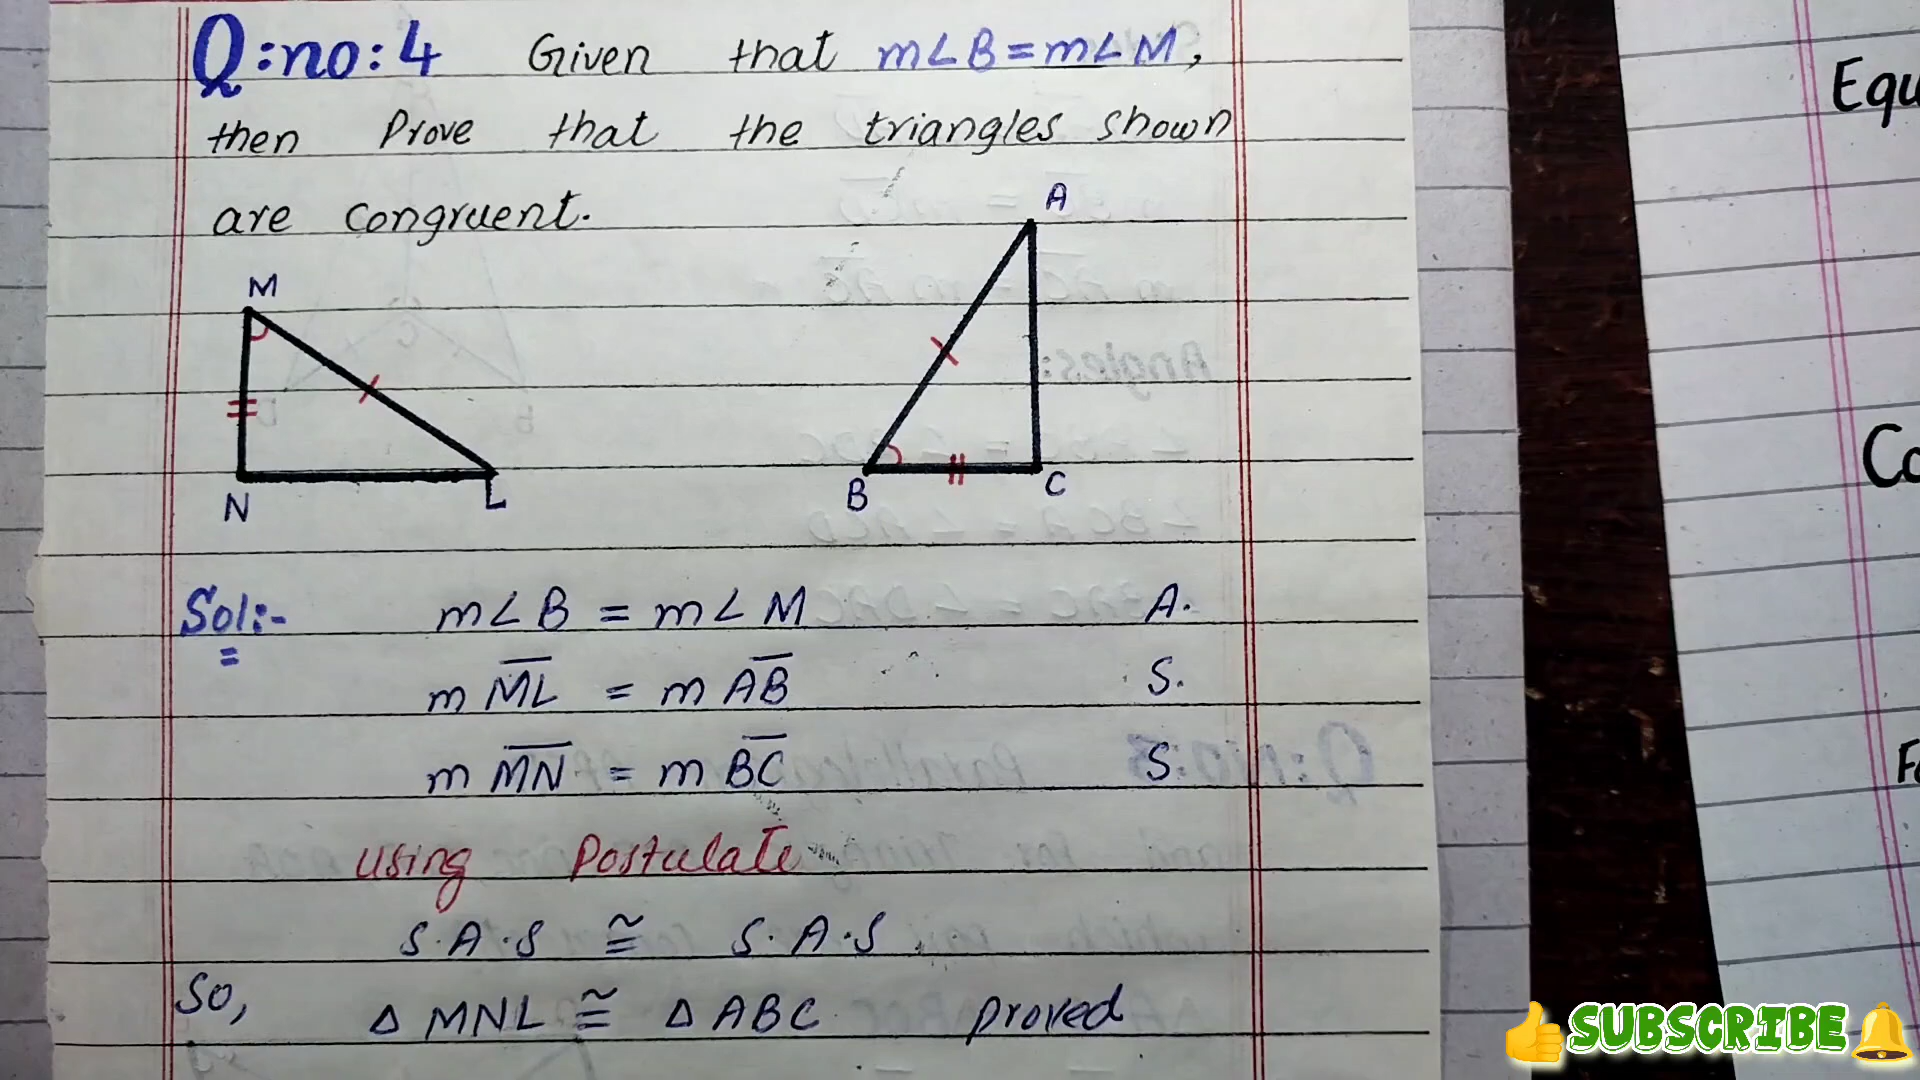 Q:no:4 Given that m∠B=m∠M,
then Prove that the triangles shown
are congruent.
A
M
N
L
B
C
Sol:- m∠B = m∠M A.
m M̅L̅ = m A̅B̅ S.
m M̅N̅ = m B̅C̅ S.
using Postulate
S.A.S ≅ S.A.S
So, △ MNL ≅ △ ABC proved
Equ
Co
Fo
SUBSCRIBE